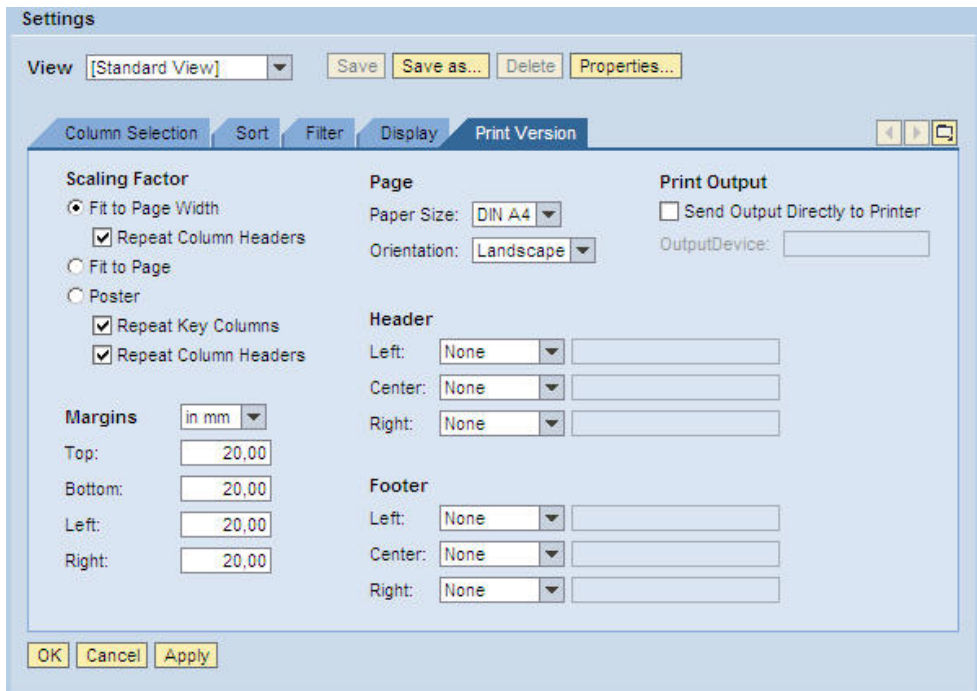 Settings
View [Standard View] Save Save as... Delete Properties...
Column Selection Sort Filter Display Print Version
Scaling Factor
Fit to Page Width
Repeat Column Headers
Fit to Page
Poster
Repeat Key Columns
Repeat Column Headers
Margins in mm
Top: 20,00
Bottom: 20,00
Left: 20,00
Right: 20,00
Page
Paper Size: DIN A4
Orientation: Landscape
Header
Left: None
Center: None
Right: None
Footer
Left: None
Center: None
Right: None
Print Output
Send Output Directly to Printer
OutputDevice:
OK Cancel Apply